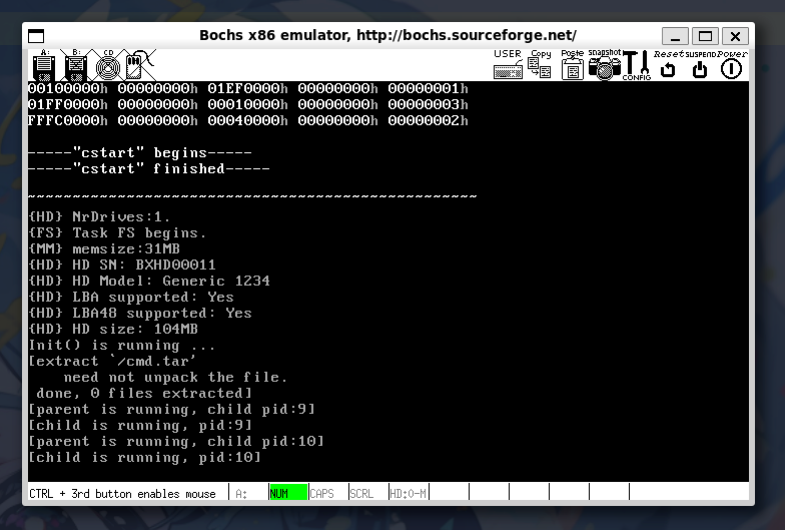 Bochs x86 emulator, http://bochs.sourceforge.net/
A: B: CD USER Copy Paste snapshot CONFIG Reset SUSPEND Power
00100000h 00000000h 01EF0000h 00000000h 00000001h
01FF0000h 00000000h 00010000h 00000000h 00000003h
FFFC0000h 00000000h 00040000h 00000000h 00000002h
-----"cstart" begins-----
-----"cstart" finished-----
~~~~~~~~~~~~~~~~~~~~~~~~~~~~~~~~~~~~~~~~~~~~~~~~~~
{HD} NrDrives:1.
{FS} Task FS begins.
{MM} memsize:31MB
{HD} HD SN: BXHD00011
{HD} HD Model: Generic 1234
{HD} LBA supported: Yes
{HD} LBA48 supported: Yes
{HD} HD size: 104MB
Init() is running ...
[extract `/cmd.tar'
need not unpack the file.
done, 0 files extracted]
[parent is running, child pid:9]
[child is running, pid:9]
[parent is running, child pid:10]
[child is running, pid:10]
CTRL + 3rd button enables mouse A: NUM CAPS SCRL HD:0-M